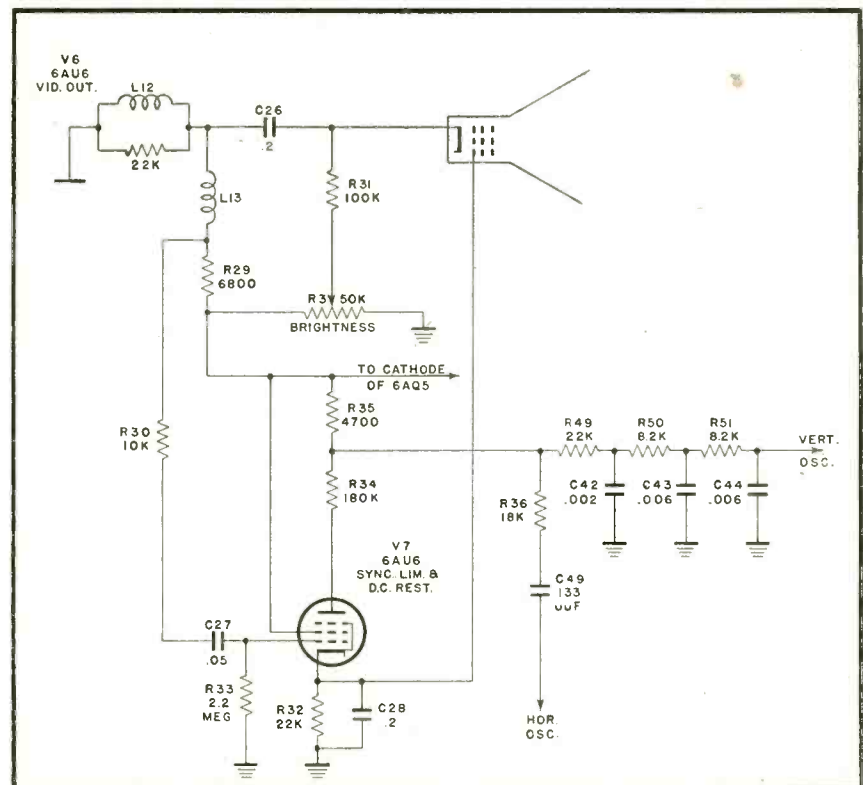 V6
6AU6
VID. OUT.
L12
22K
C26
.2
L13
R31
100K
R29
6800
R3 50K
BRIGHTNESS
TO CATHODE
OF 6AQ5
R30
10K
R35
4700
R34
180K
R49
22K
R50
8.2K
R51
8.2K
VERT.
OSC.
C42
.002
C43
.006
C44
.006
R36
18K
C49
133
UUF
V7
6AU6
SYNC. LIM. &
D.C. REST.
C27
.05
R33
2.2
MEG
R32
22K
C28
.2
HOR.
OSC.